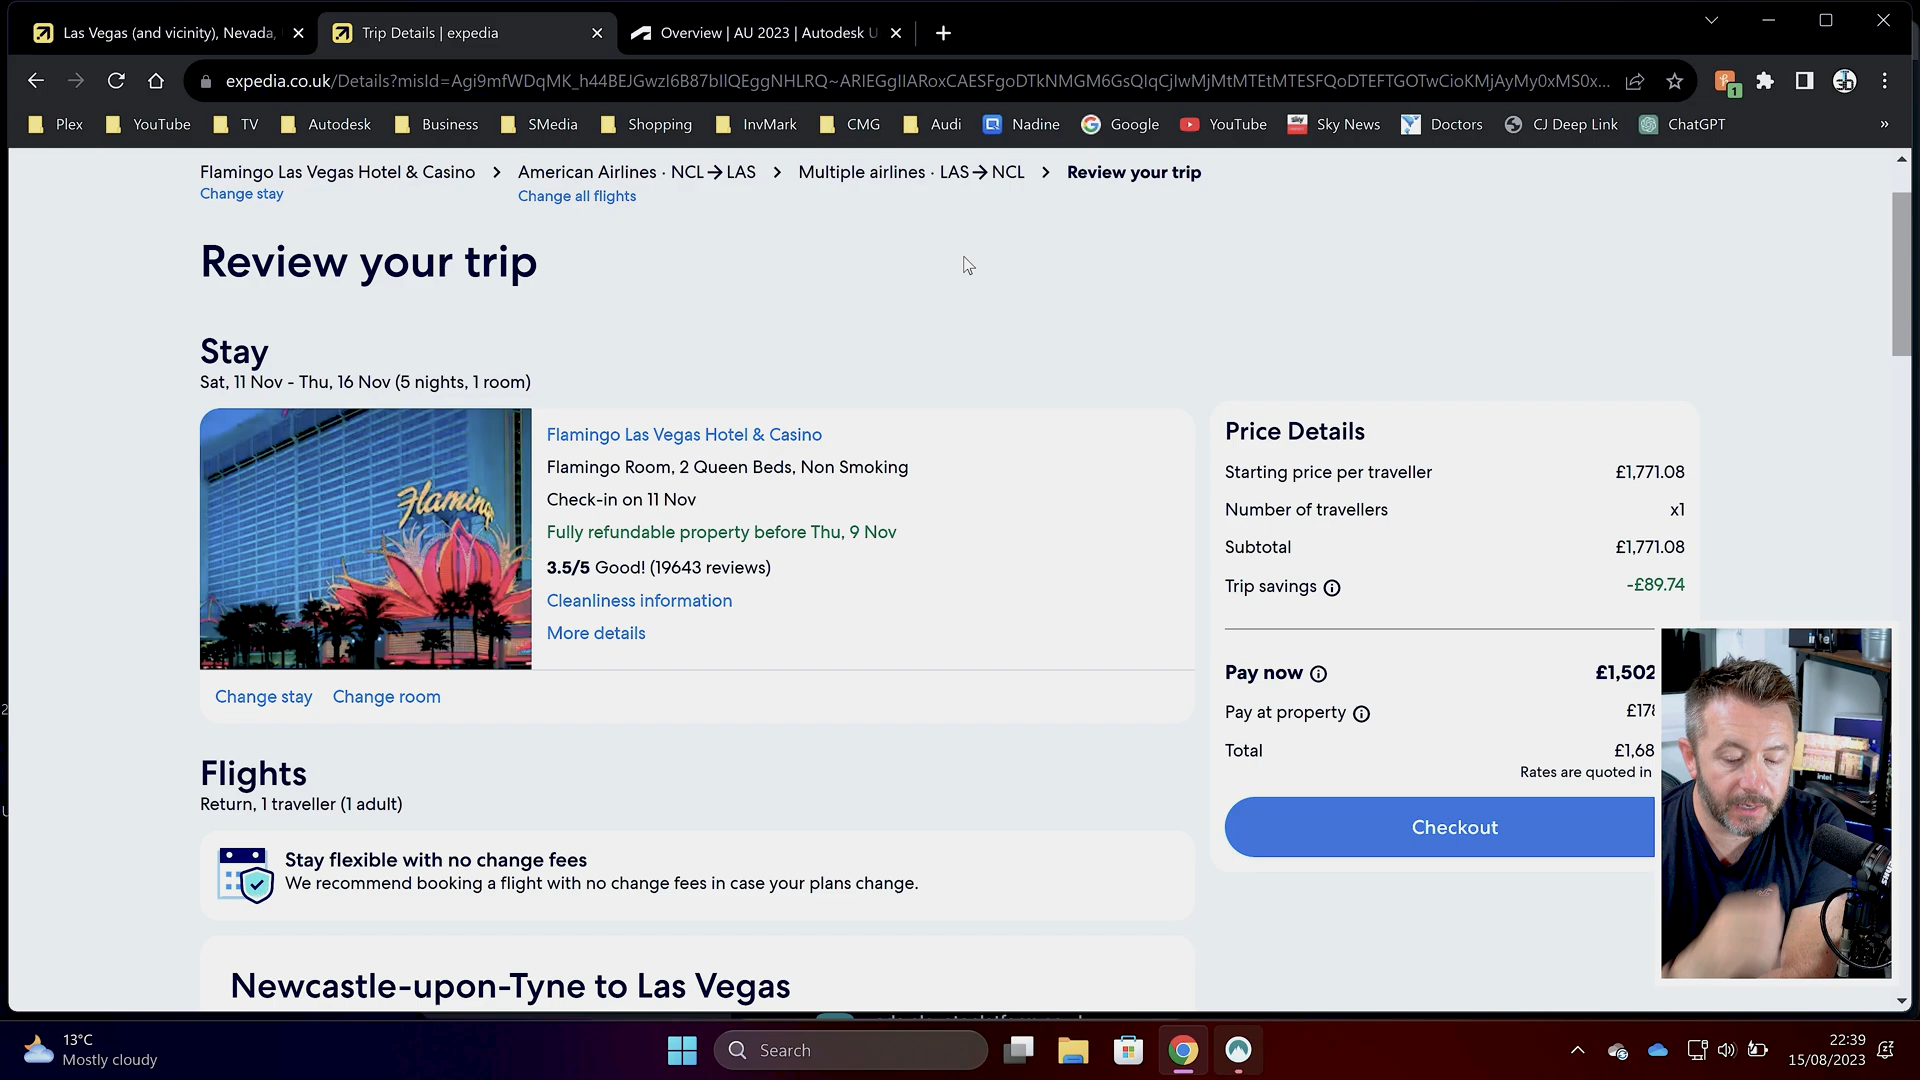 Las Vegas (and vicinity), Nevada,
Trip Details | expedia
Overview | AU 2023 | Autodesk U
expedia.co.uk/Details?misId=Agi9mfWDqMK_h44BEJGwzI6B87bIlQEggNHLRQ~ARIEGgIIARoxCAESFgoDTkNMGM6GsQIqCjIwMjMtMTEtMTESFQoDTEFTGOTwCioKMjAyMy0xMS0x...
1
Plex
YouTube
TV
Autodesk
Business
SMedia
Shopping
InvMark
CMG
Audi
Nadine
Google
YouTube
Sky News
Doctors
CJ Deep Link
ChatGPT
»
Flamingo Las Vegas Hotel & Casino
Change stay
American Airlines · NCL → LAS
Change all flights
Multiple airlines · LAS → NCL
Review your trip
Review your trip
Stay
Sat, 11 Nov - Thu, 16 Nov (5 nights, 1 room)
Flamingo
Flamingo Las Vegas Hotel & Casino
Flamingo Room, 2 Queen Beds, Non Smoking
Check-in on 11 Nov
Fully refundable property before Thu, 9 Nov
3.5/5 Good! (19643 reviews)
Cleanliness information
More details
Change stay
Change room
Price Details
Starting price per traveller £1,771.08
Number of travellers x1
Subtotal £1,771.08
Trip savings -£89.74
Pay now £1,502
Pay at property £178
Total £1,68
Rates are quoted in
Checkout
Flights
Return, 1 traveller (1 adult)
Stay flexible with no change fees
We recommend booking a flight with no change fees in case your plans change.
Newcastle-upon-Tyne to Las Vegas
intel
13°C
Mostly cloudy
Search
22:39
15/08/2023